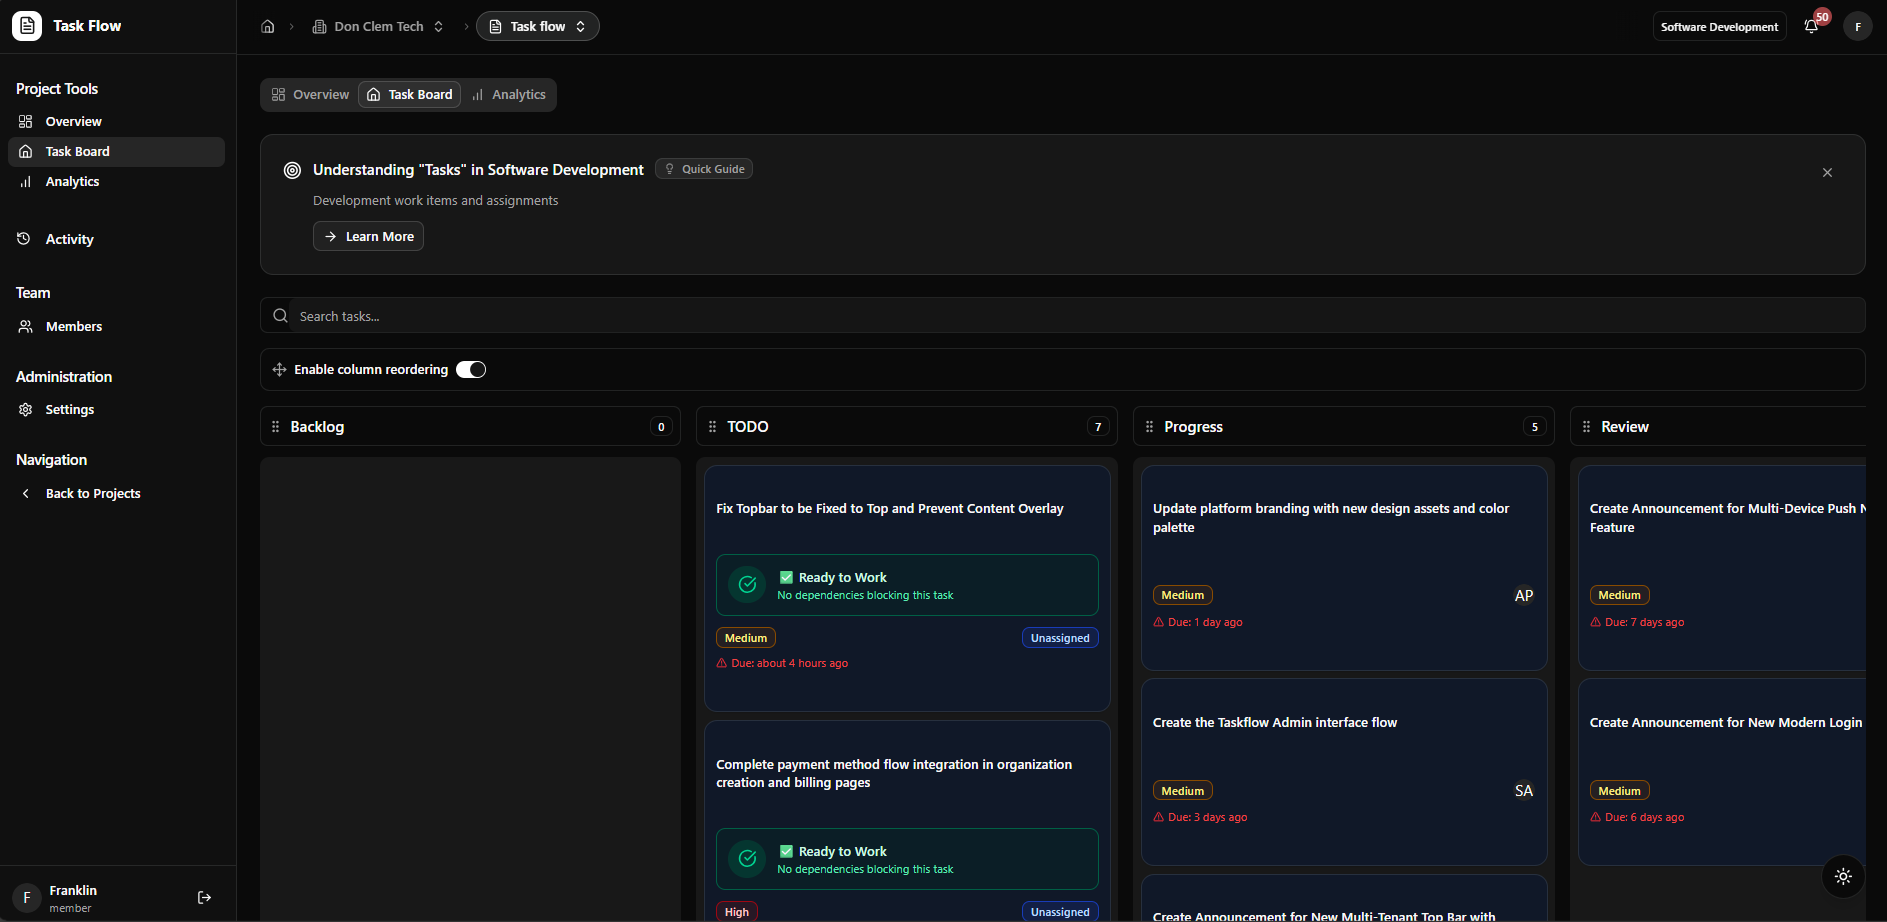 Task Flow
Project Tools
Overview
Task Board
Analytics
Activity
Team
Members
Administration
Settings
Navigation
Back to Projects
F
Franklin
member
Don Clem Tech
Task flow
Software Development
50
F
Overview
Task Board
Analytics
Understanding "Tasks" in Software Development
Quick Guide
Development work items and assignments
Learn More
Search tasks...
Enable column reordering
Backlog
0
TODO
7
Fix Topbar to be Fixed to Top and Prevent Content Overlay
✅ Ready to Work
No dependencies blocking this task
Medium
Unassigned
Due: about 4 hours ago
Complete payment method flow integration in organization
creation and billing pages
✅ Ready to Work
No dependencies blocking this task
High
Unassigned
Progress
5
Update platform branding with new design assets and color
palette
Medium
AP
Due: 1 day ago
Create the Taskflow Admin interface flow
Medium
SA
Due: 3 days ago
Create Announcement for New Multi-Tenant Top Bar with
Review
Create Announcement for Multi-Device Push
Feature
Medium
Due: 7 days ago
Create Announcement for New Modern Login
Medium
Due: 6 days ago